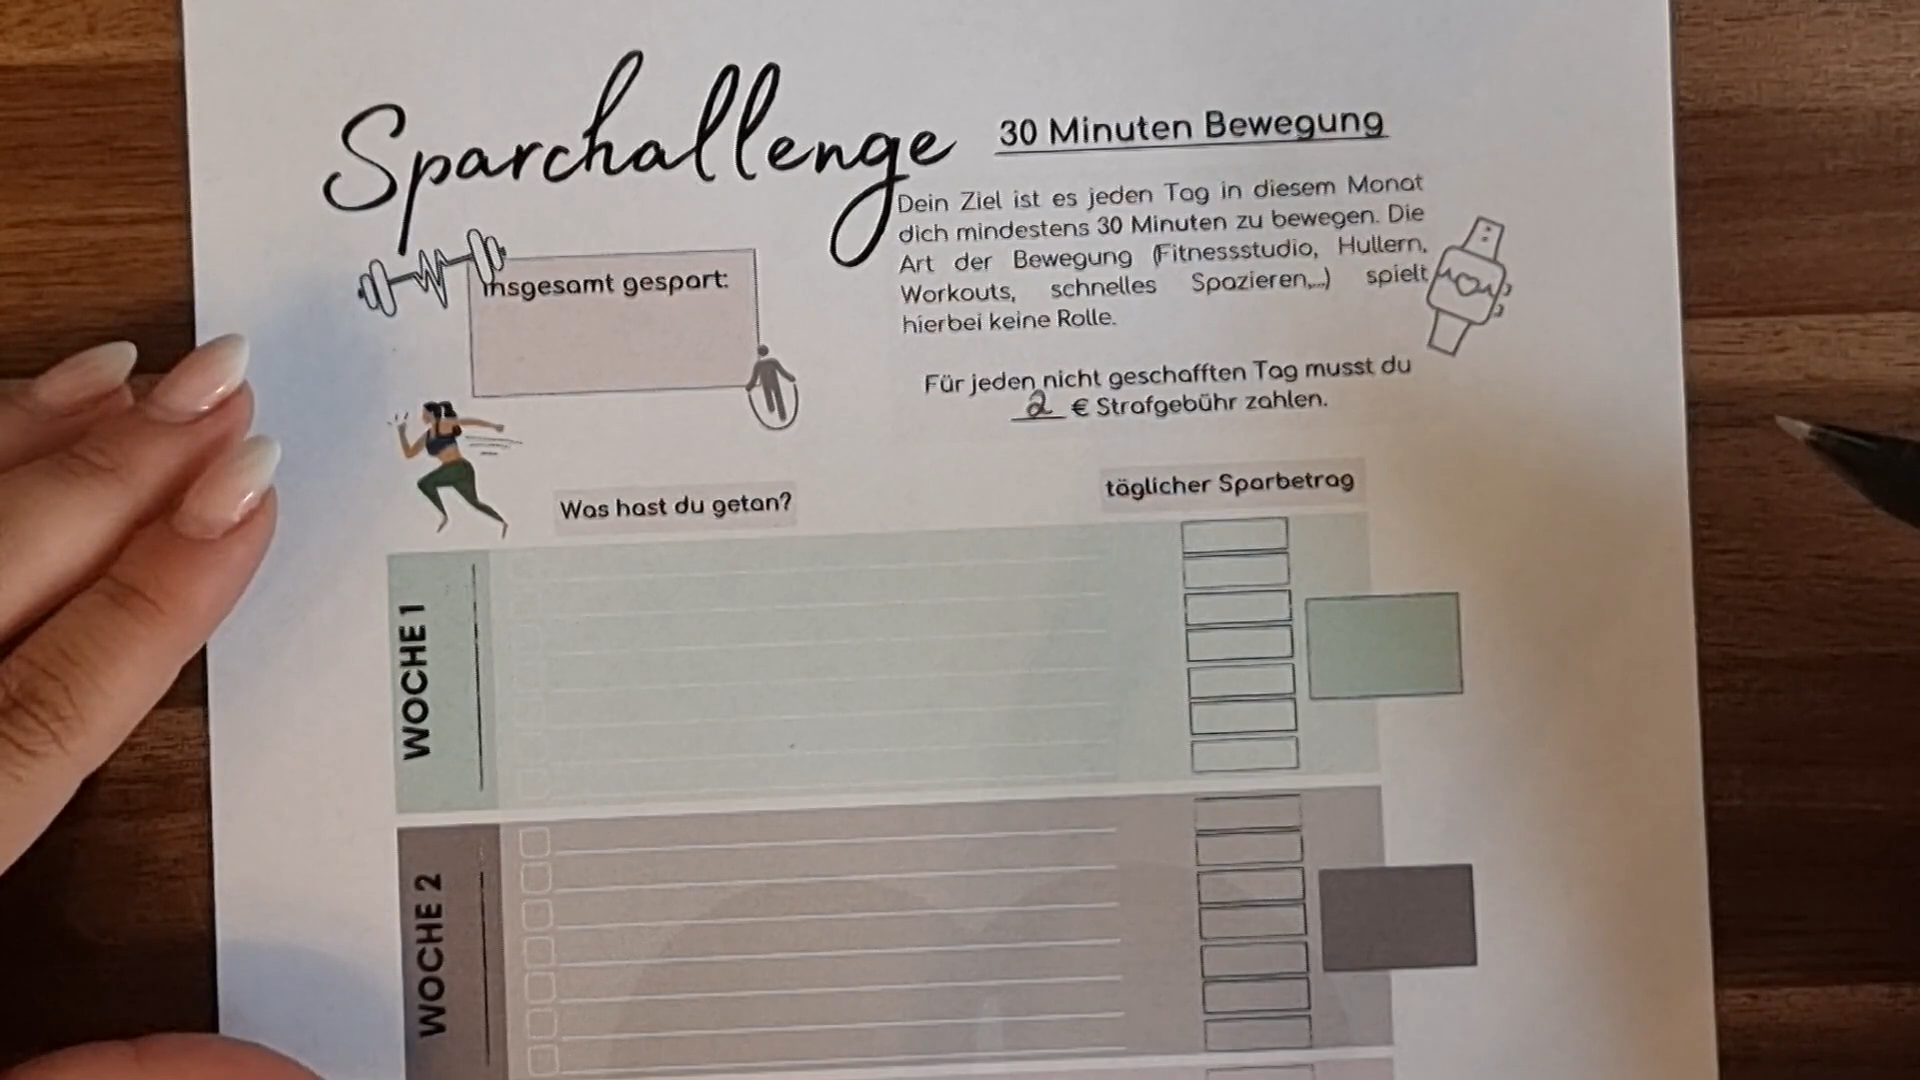 Sparchallenge
30 Minuten Bewegung
Dein Ziel ist es jeden Tag in diesem Monat
dich mindestens 30 Minuten zu bewegen. Die
Art der Bewegung (Fitnessstudio, Hullern,
Workouts, schnelles Spazieren,...) spielt
hierbei keine Rolle.
insgesamt gespart:
Für jeden nicht geschafften Tag musst du
2 € Strafgebühr zahlen.
Was hast du getan?
täglicher Sparbetrag
WOCHE 1
WOCHE 2